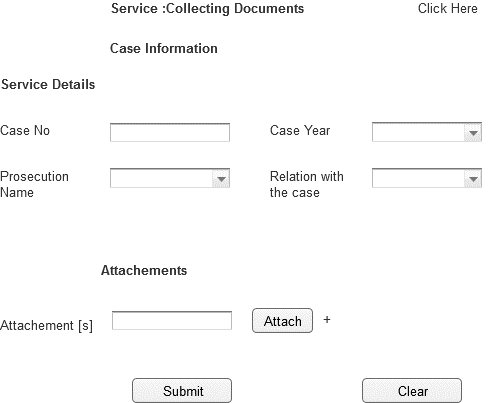 Service :Collecting Documents Click Here
Case Information
Service Details
Case No Case Year
Prosecution Name Relation with the case
Attachements
Attachement [s] Attach +
Submit Clear